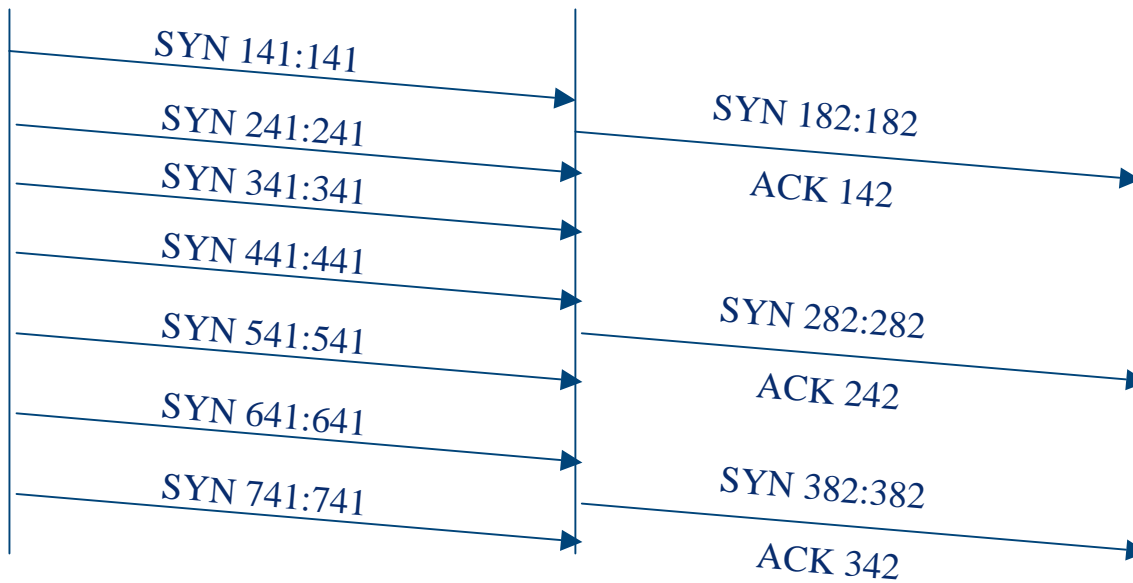 SYN 141:141
SYN 241:241
SYN 341:341
SYN 441:441
SYN 541:541
SYN 641:641
SYN 741:741
SYN 182:182
ACK 142
SYN 282:282
ACK 242
SYN 382:382
ACK 342